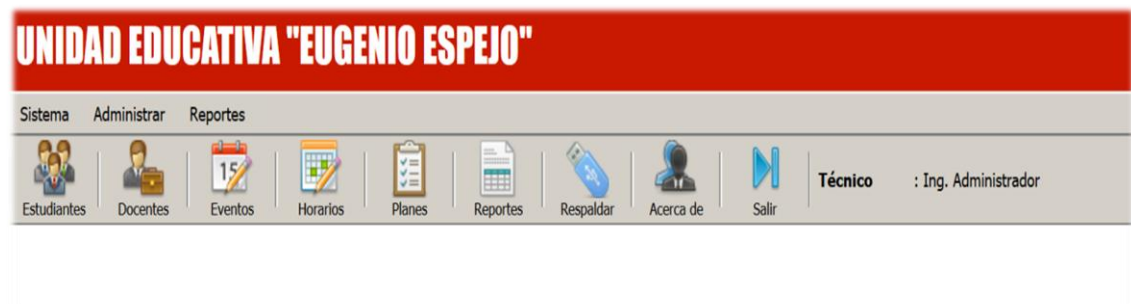 UNIDAD EDUCATIVA "EUGENIO ESPEJO"
Sistema Administrar Reportes
15
Estudiantes Docentes Eventos Horarios Planes Reportes Respaldar Acerca de Salir Técnico : Ing. Administrador